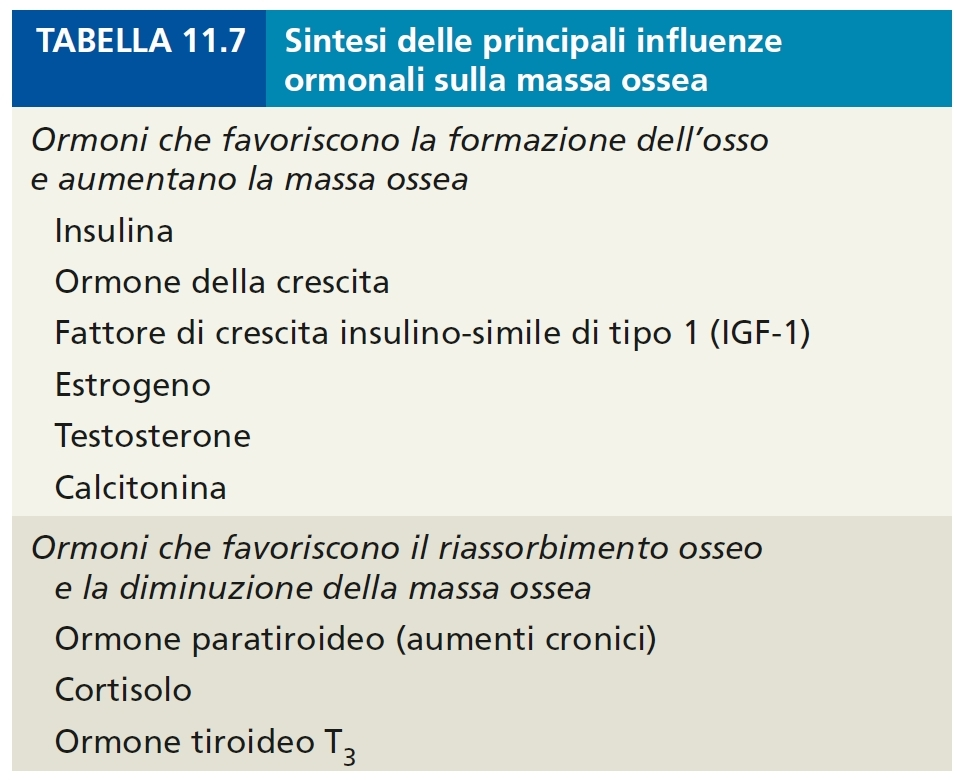 TABELLA 11.7
Sintesi delle principali influenze
ormonali sulla massa ossea
Ormoni che favoriscono la formazione dell’osso
e aumentano la massa ossea
Insulina
Ormone della crescita
Fattore di crescita insulino-simile di tipo 1 (IGF-1)
Estrogeno
Testosterone
Calcitonina
Ormoni che favoriscono il riassorbimento osseo
e la diminuzione della massa ossea
Ormone paratiroideo (aumenti cronici)
Cortisolo
Ormone tiroideo T₃